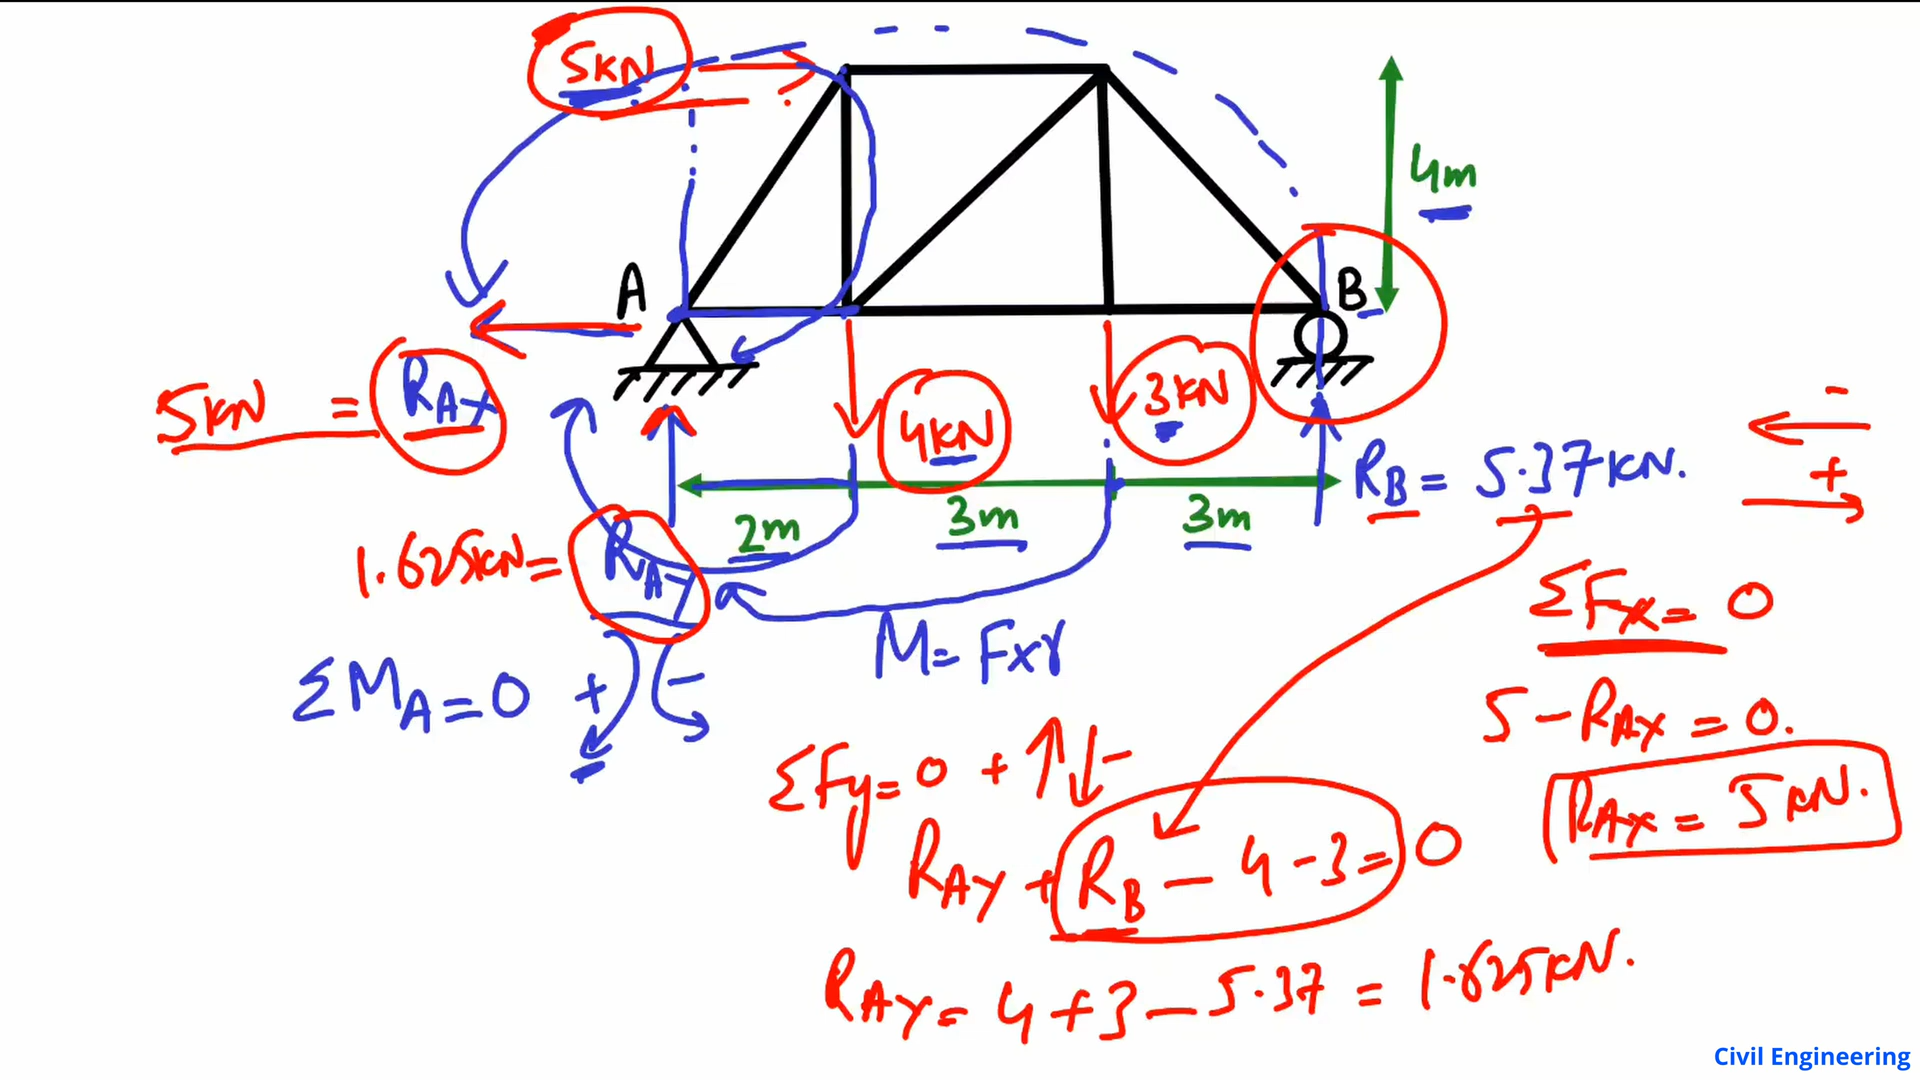 5KN
4m
A
B
5KN = RAX
4KN
3KN
2m
3m
3m
RB = 5.37KN.
-
+
1.625KN = RAY
M = F×r
ΣMA = 0 + -
ΣFx = 0
5 - RAX = 0.
RAX = 5KN.
ΣFy = 0 + -
RAY + RB - 4 - 3 = 0
RAY = 4 + 3 - 5.37 = 1.625KN.
Civil Engineering